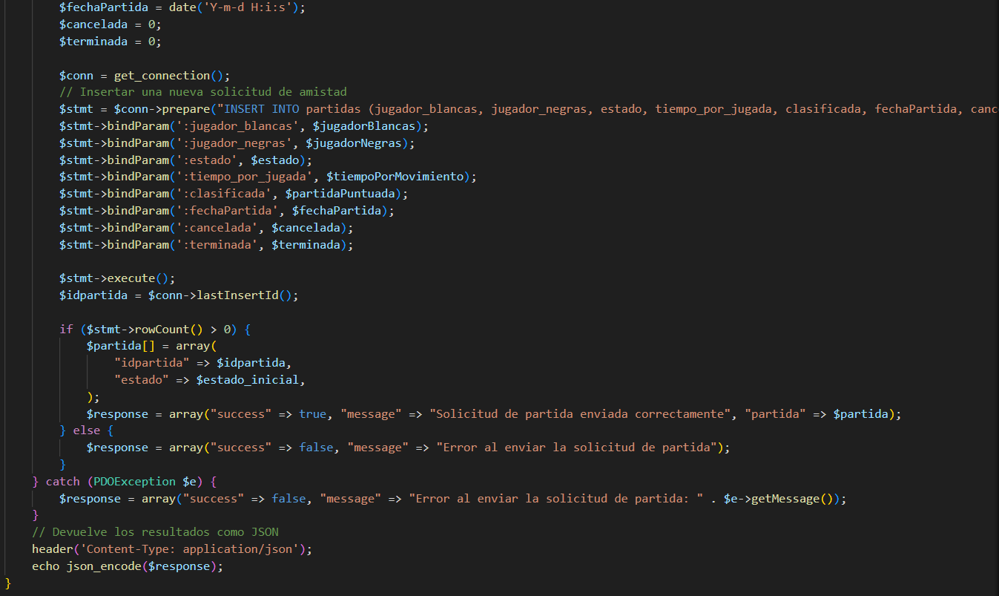 $fechaPartida = date('Y-m-d H:i:s');
$cancelada = 0;
$terminada = 0;
$conn = get_connection();
// Insertar una nueva solicitud de amistad
$stmt = $conn->prepare("INSERT INTO partidas (jugador_blancas, jugador_negras, estado, tiempo_por_jugada, clasificada, fechaPartida, canc
$stmt->bindParam(':jugador_blancas', $jugadorBlancas);
$stmt->bindParam(':jugador_negras', $jugadorNegras);
$stmt->bindParam(':estado', $estado);
$stmt->bindParam(':tiempo_por_jugada', $tiempoPorMovimiento);
$stmt->bindParam(':clasificada', $partidaPuntuada);
$stmt->bindParam(':fechaPartida', $fechaPartida);
$stmt->bindParam(':cancelada', $cancelada);
$stmt->bindParam(':terminada', $terminada);
$stmt->execute();
$idpartida = $conn->lastInsertId();
if ($stmt->rowCount() > 0) {
$partida[] = array(
"idpartida" => $idpartida,
"estado" => $estado_inicial,
);
$response = array("success" => true, "message" => "Solicitud de partida enviada correctamente", "partida" => $partida);
} else {
$response = array("success" => false, "message" => "Error al enviar la solicitud de partida");
}
} catch (PDOException $e) {
$response = array("success" => false, "message" => "Error al enviar la solicitud de partida: " . $e->getMessage());
}
// Devuelve los resultados como JSON
header('Content-Type: application/json');
echo json_encode($response);
}